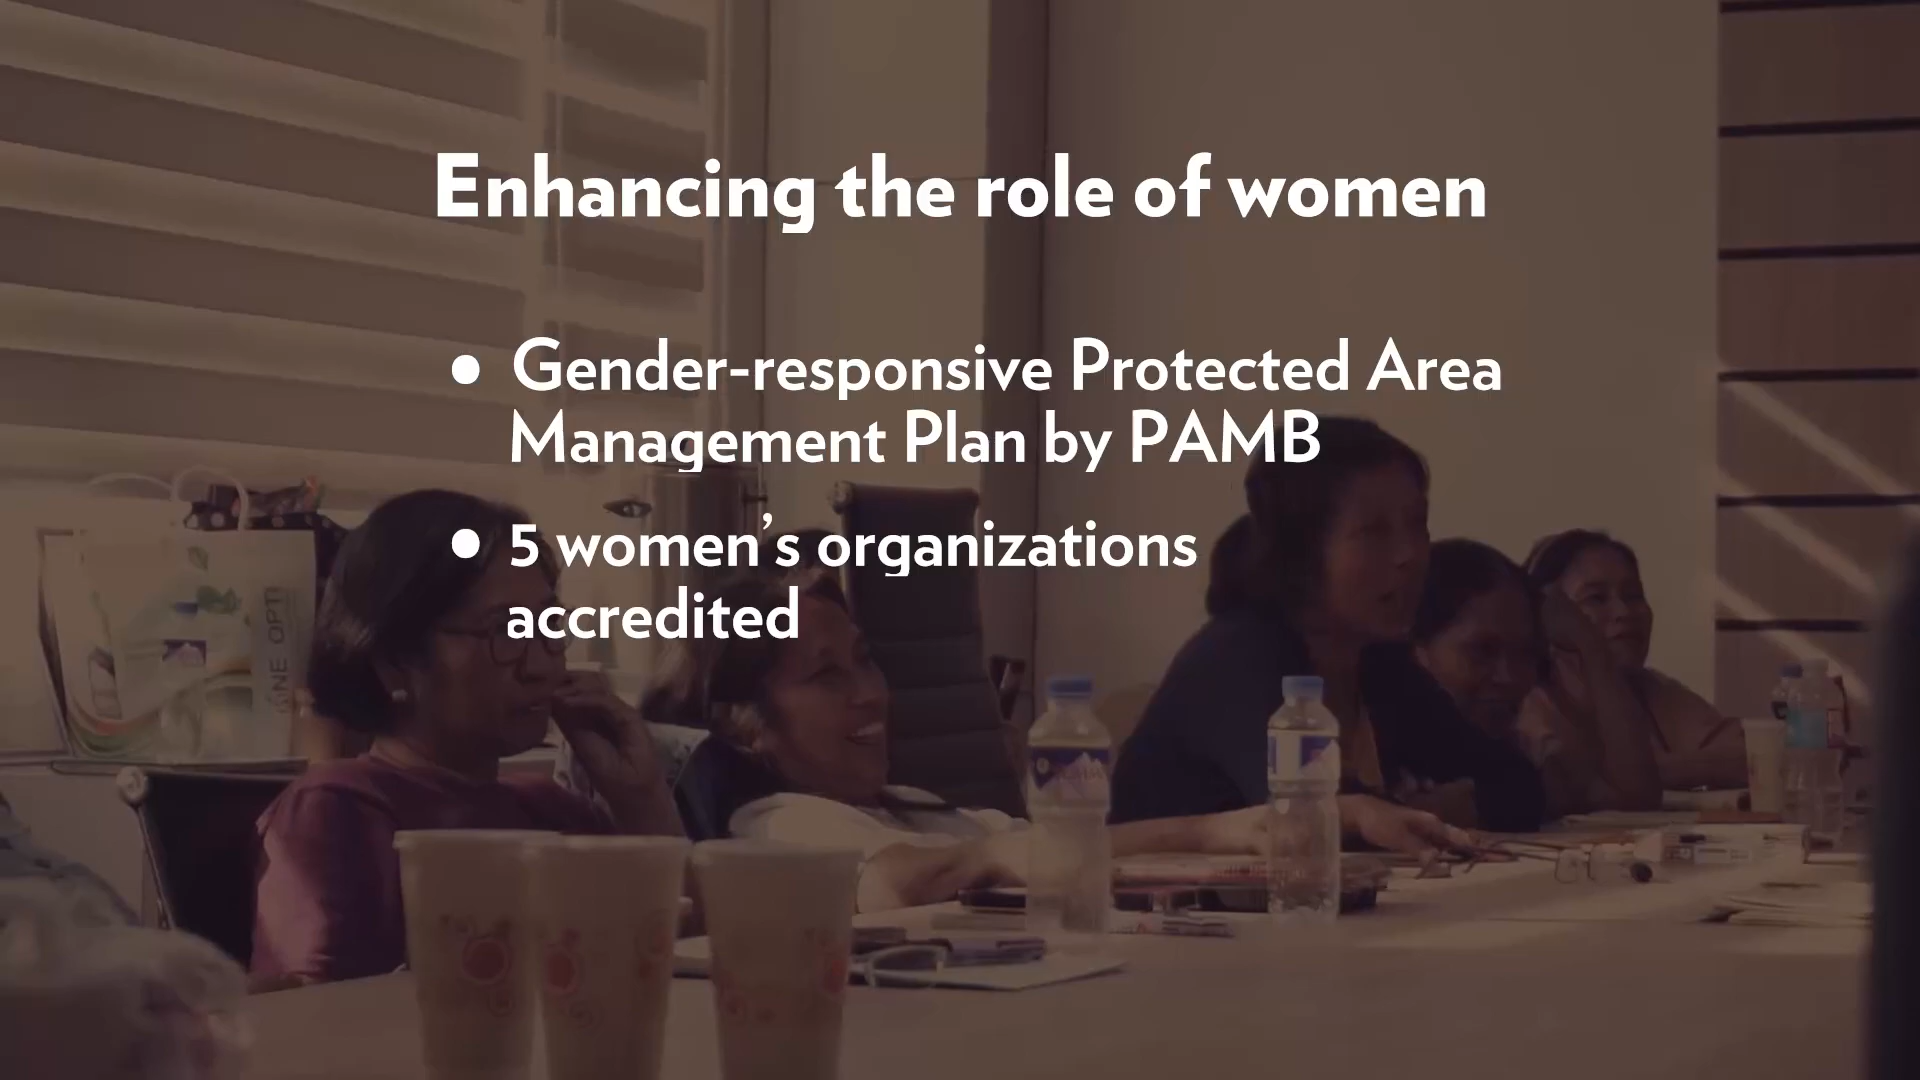 Enhancing the role of women
• Gender-responsive Protected Area
Management Plan by PAMB
• 5 women's organizations
accredited